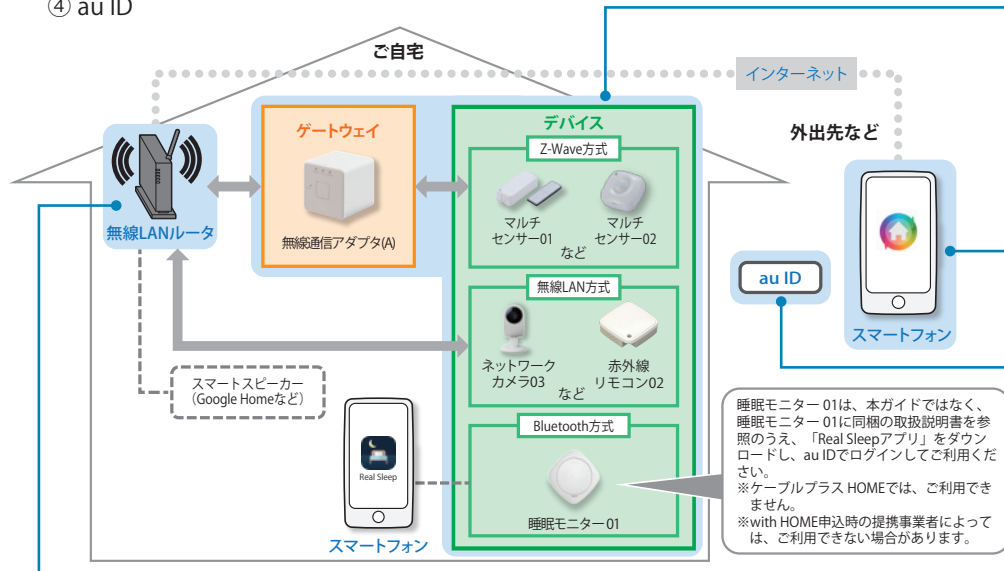 ④ au ID
ご自宅
インターネット
外出先など
ゲートウェイ
無線通信アダプタ(A)
デバイス
Z-Wave方式
マルチ
センサー01
マルチ
センサー02
など
無線LANルータ
無線LAN方式
ネットワーク
カメラ03
赤外線
リモコン02
など
au ID
スマートフォン
スマートスピーカー
（Google Homeなど）
Real Sleep
スマートフォン
Bluetooth方式
睡眠モニター01
睡眠モニター 01は、本ガイドではなく、
睡眠モニター 01に同梱の取扱説明書を参
照のうえ、「Real Sleepアプリ」をダウン
ロードし、au IDでログインしてご利用くだ
さい。
※ケーブルプラス HOMEでは、ご利用でき
ません。
※with HOME申込時の提携事業者によって
は、ご利用できない場合があります。